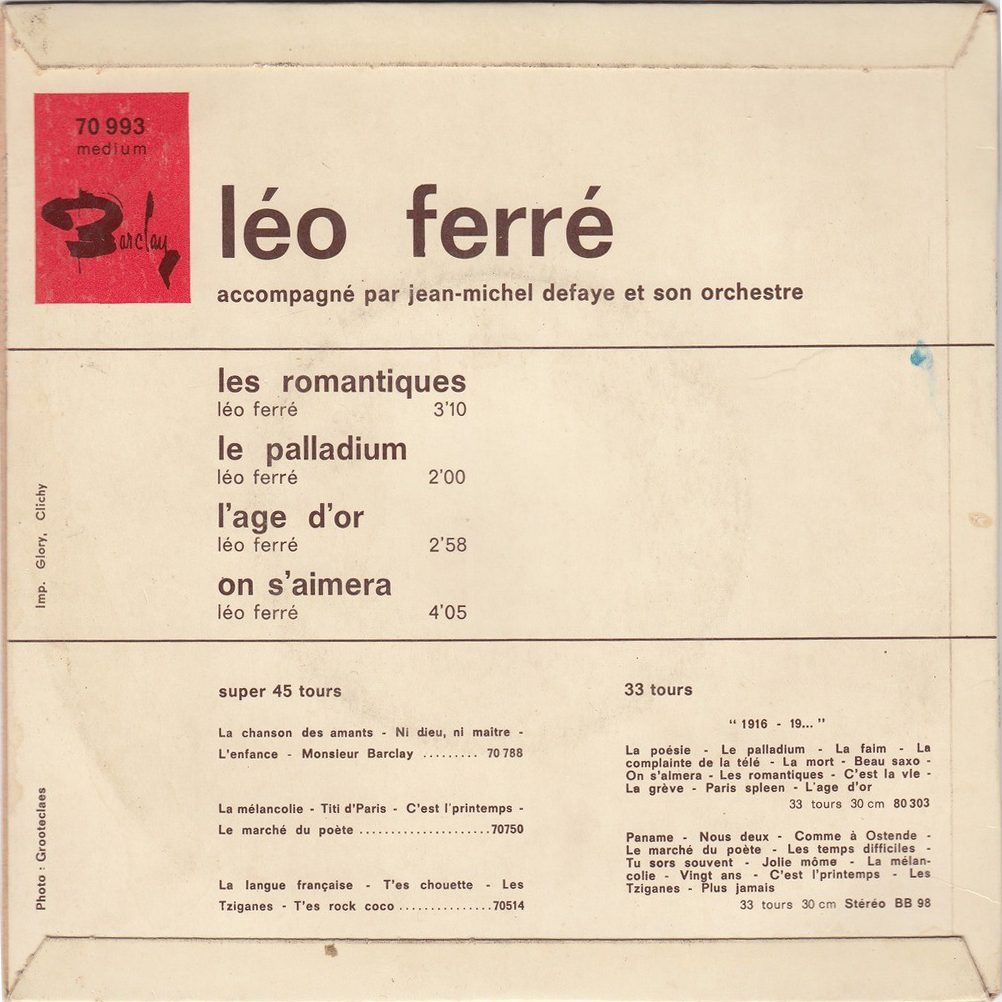 70 993
medium
Barclay
léo ferré
accompagné par jean-michel defaye et son orchestre
les romantiques
léo ferré 3'10
le palladium
léo ferré 2'00
l'age d'or
léo ferré 2'58
on s'aimera
léo ferré 4'05
Imp. Glory, Clichy
super 45 tours
La chanson des amants - Ni dieu, ni maître -
L'enfance - Monsieur Barclay ......... 70 788
La mélancolie - Titi d'Paris - C'est l'printemps -
Le marché du poète .....................70750
La langue française - T'es chouette - Les
Tziganes - T'es rock coco ...............70514
33 tours
“ 1916 - 19... ”
La poésie - Le palladium - La faim - La
complainte de la télé - La mort - Beau saxo -
On s'aimera - Les romantiques - C'est la vie -
La grève - Paris spleen - L'age d'or
33 tours 30 cm 80 303
Paname - Nous deux - Comme à Ostende -
Le marché du poète - Les temps difficiles -
Tu sors souvent - Jolie môme - La mélan-
colie - Vingt ans - C'est l'printemps - Les
Tziganes - Plus jamais
33 tours 30 cm Stéréo BB 98
Photo : Grooteclaes